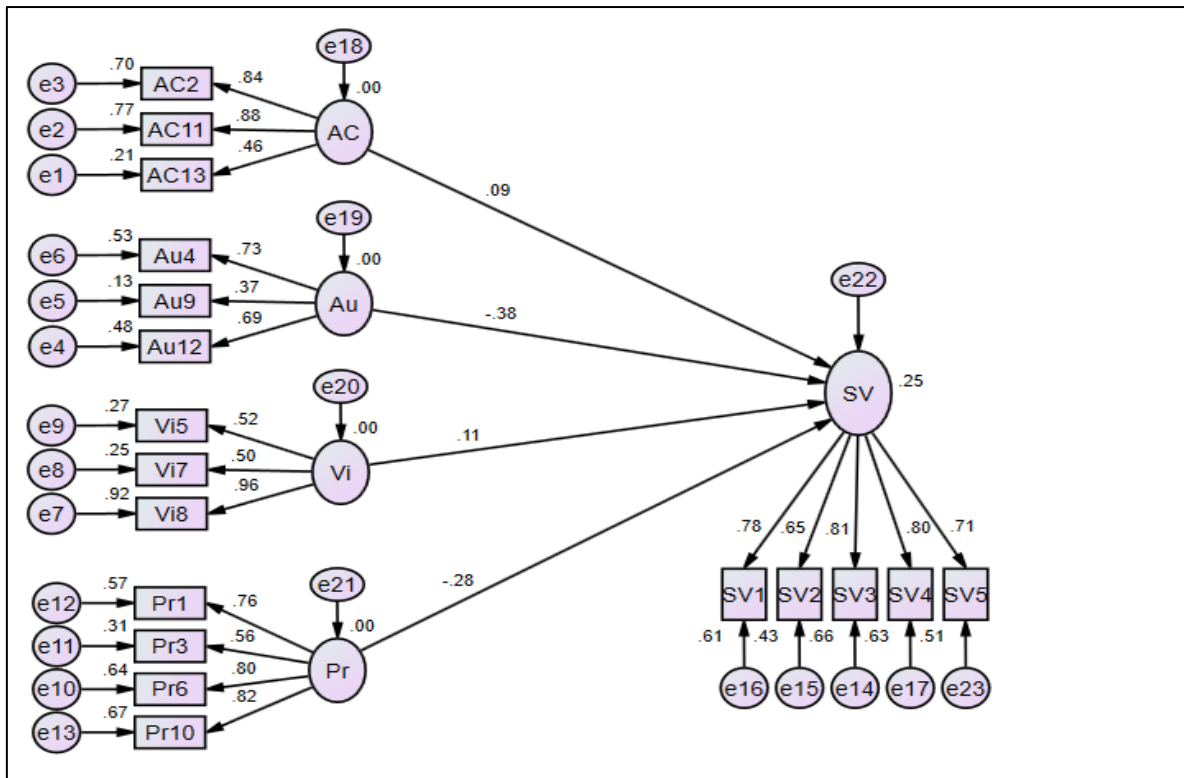 e18
.70
.84
.00
e3
AC2
.77
.88
AC
e2
AC11
.46
.21
e1
AC13
.09
e19
.53
.73
.00
e6
Au4
.13
.37
Au
e5
Au9
.69
.48
e4
Au12
-.38
e22
SV
.25
e20
.27
.52
.00
e9
Vi5
.25
.50
Vi
e8
Vi7
.96
.92
e7
Vi8
.11
e21
.57
.76
.00
e12
Pr1
.31
.56
Pr
e11
Pr3
.80
.64
e10
Pr6
.82
.67
e13
Pr10
-.28
.78 .65 .81 .80 .71
SV1 SV2 SV3 SV4 SV5
.61 .43 .66 .63 .51
e16 e15 e14 e17 e23